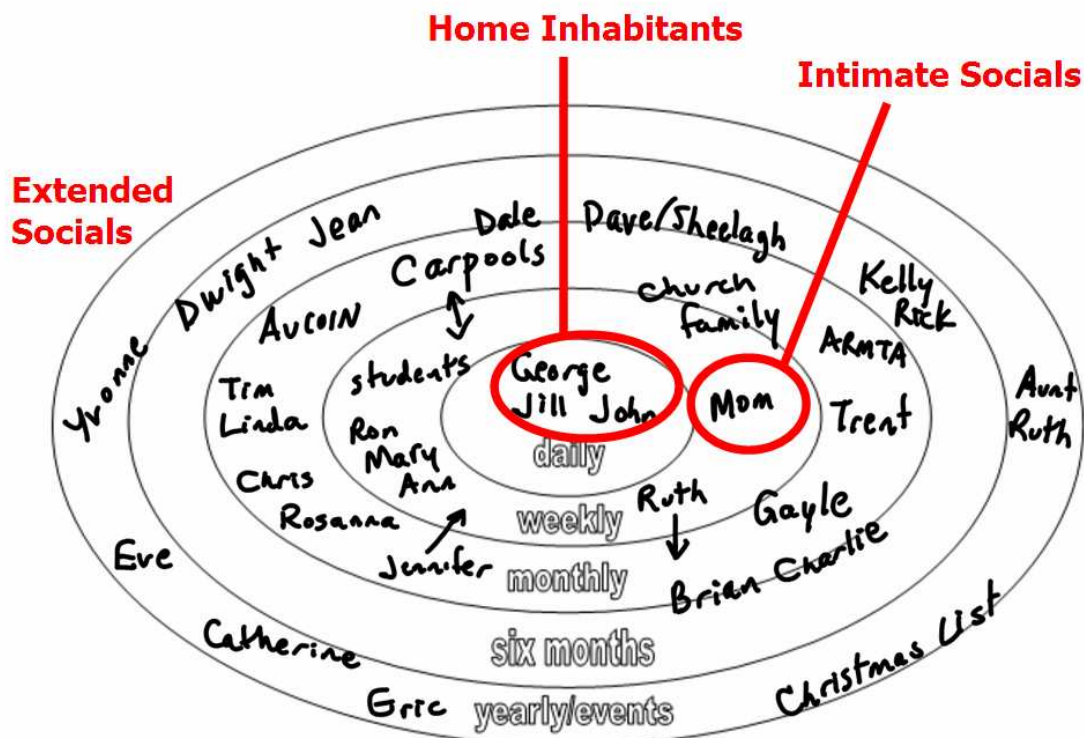 Home Inhabitants
Intimate Socials
Extended
Socials
Dwight Jean
Dale
Dave/Sheelagh
Carpools
Church
family
Kelly
Rick
AUCOIN
ARMTA
Yvonne
students
George
Jill John
Mom
Trent
Aunt
Ruth
Tim
Linda
Ron
Mary
Ann
daily
Chris
Rosanna
weekly
Ruth
Gayle
Jennifer
monthly
Brian Charlie
Eve
Catherine
six months
Christmas List
Eric
yearly/events